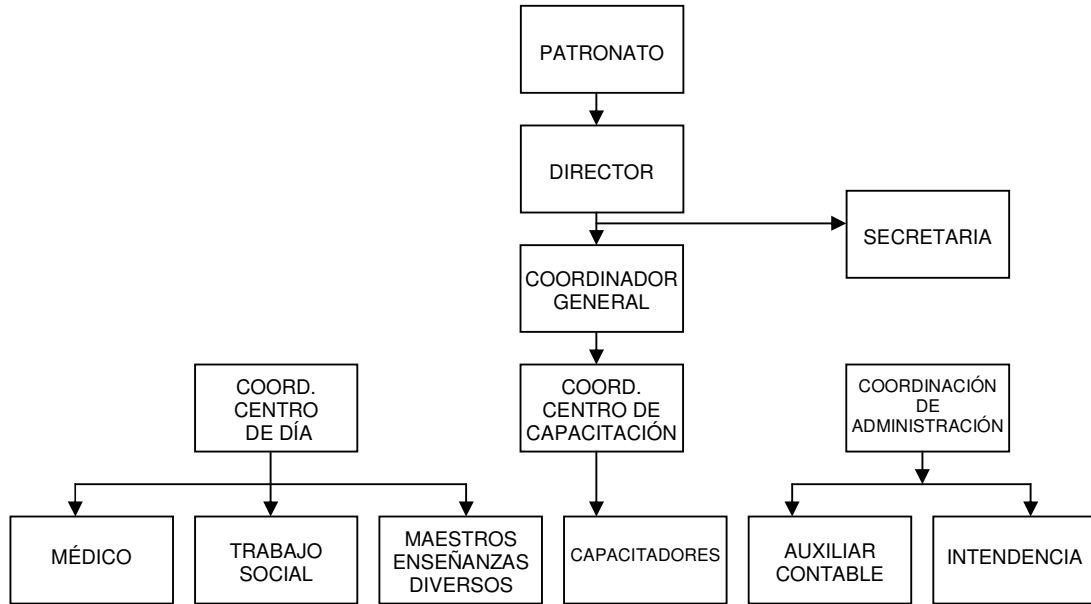 PATRONATO
DIRECTOR
SECRETARIA
COORDINADOR
GENERAL
COORD.
CENTRO
DE DÍA
COORD.
CENTRO DE
CAPACITACIÓN
COORDINACIÓN
DE
ADMINISTRACIÓN
MÉDICO
TRABAJO
SOCIAL
MAESTROS
ENSEÑANZAS
DIVERSOS
CAPACITADORES
AUXILIAR
CONTABLE
INTENDENCIA